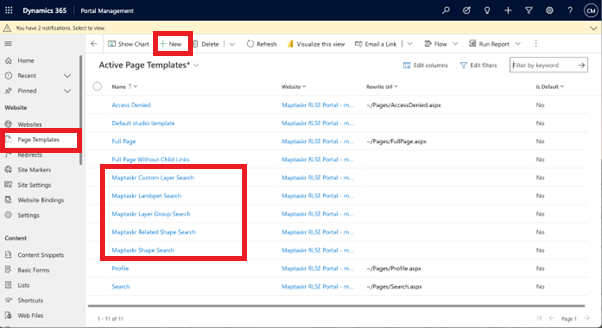 Dynamics 365 Portal Management CM
You have 2 notifications. Select to view.
Show Chart New Delete Refresh Visualize this view Email a Link Flow Run Report
Home
Recent
Pinned
Website
Websites
Page Templates
Redirects
Site Markers
Site Settings
Website Bindings
Settings
Content
Content Snippets
Basic Forms
Lists
Shortcuts
Web Files
Active Page Templates* Edit columns Edit filters Filter by keyword
Name Website Rewrite Url Is Default
Access Denied Maptaskr RLSE Portal - m... ~/Pages/AccessDenied.aspx No
Default studio template Maptaskr RLSE Portal - m... No
Full Page Maptaskr RLSE Portal - m... ~/Pages/FullPage.aspx No
Full Page Without Child Links Maptaskr RLSE Portal - m... No
Maptaskr Custom Layer Search Maptaskr RLSE Portal - m... No
Maptaskr Lambpet Search Maptaskr RLSE Portal - m... No
Maptaskr Layer Group Search Maptaskr RLSE Portal - m... No
Maptaskr Related Shape Search Maptaskr RLSE Portal - m... No
Maptaskr Shape Search Maptaskr RLSE Portal - m... No
Profile Maptaskr RLSE Portal - m... ~/Pages/Profile.aspx No
Search Maptaskr RLSE Portal - m... ~/Pages/Search.aspx No
1 - 11 of 11 Page 1